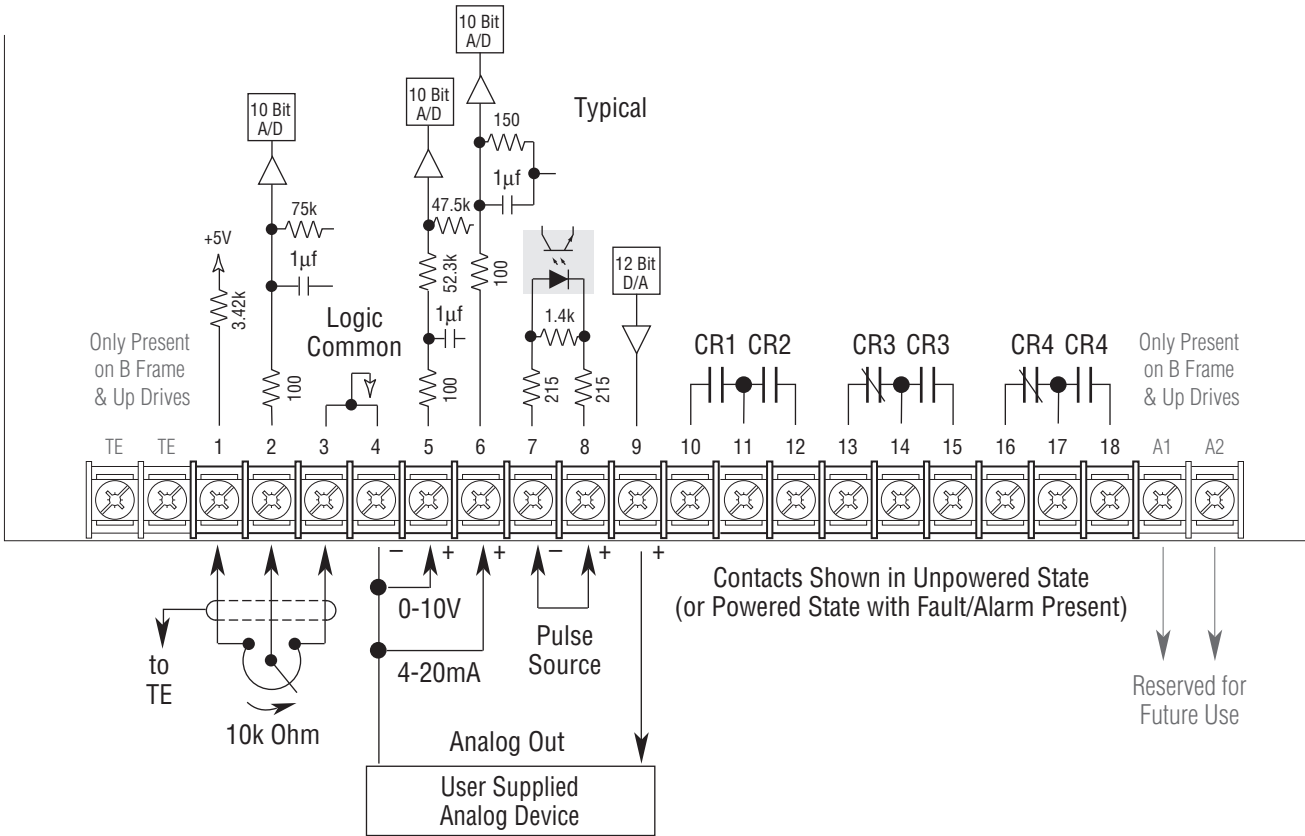 10 Bit
A/D
10 Bit
A/D
10 Bit
A/D
Typical
150
1µf
75k
+5V
1µf
3.42k
100
47.5k
52.3k
1µf
100
100
12 Bit
D/A
1.4k
215
215
Logic
Common
Only Present
on B Frame
& Up Drives
CR1 CR2
CR3 CR3
CR4 CR4
Only Present
on B Frame
& Up Drives
TE TE 1 2 3 4 5 6 7 8 9 10 11 12 13 14 15 16 17 18 A1 A2
– + + – + +
0-10V
4-20mA
Pulse
Source
Contacts Shown in Unpowered State
(or Powered State with Fault/Alarm Present)
to
TE
10k Ohm
Reserved for
Future Use
Analog Out
User Supplied
Analog Device